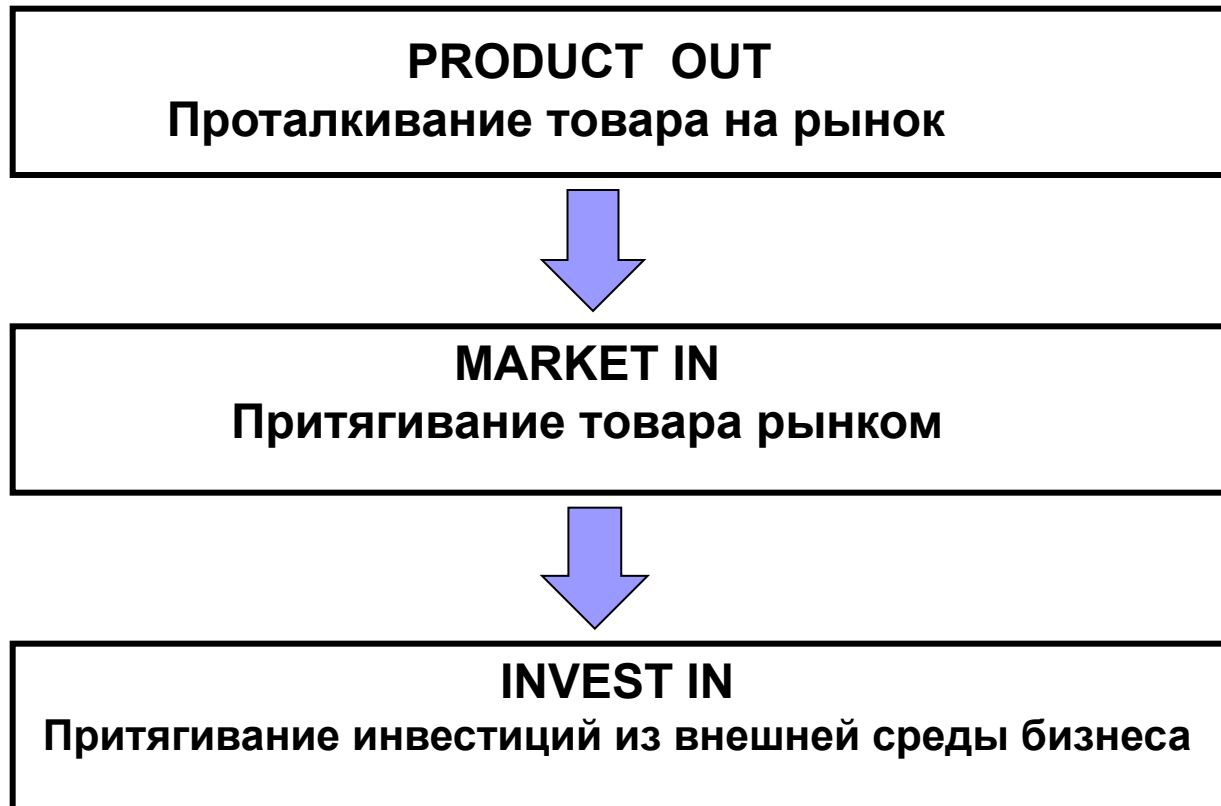 PRODUCT OUT
Проталкивание товара на рынок
MARKET IN
Притягивание товара рынком
INVEST IN
Притягивание инвестиций из внешней среды бизнеса